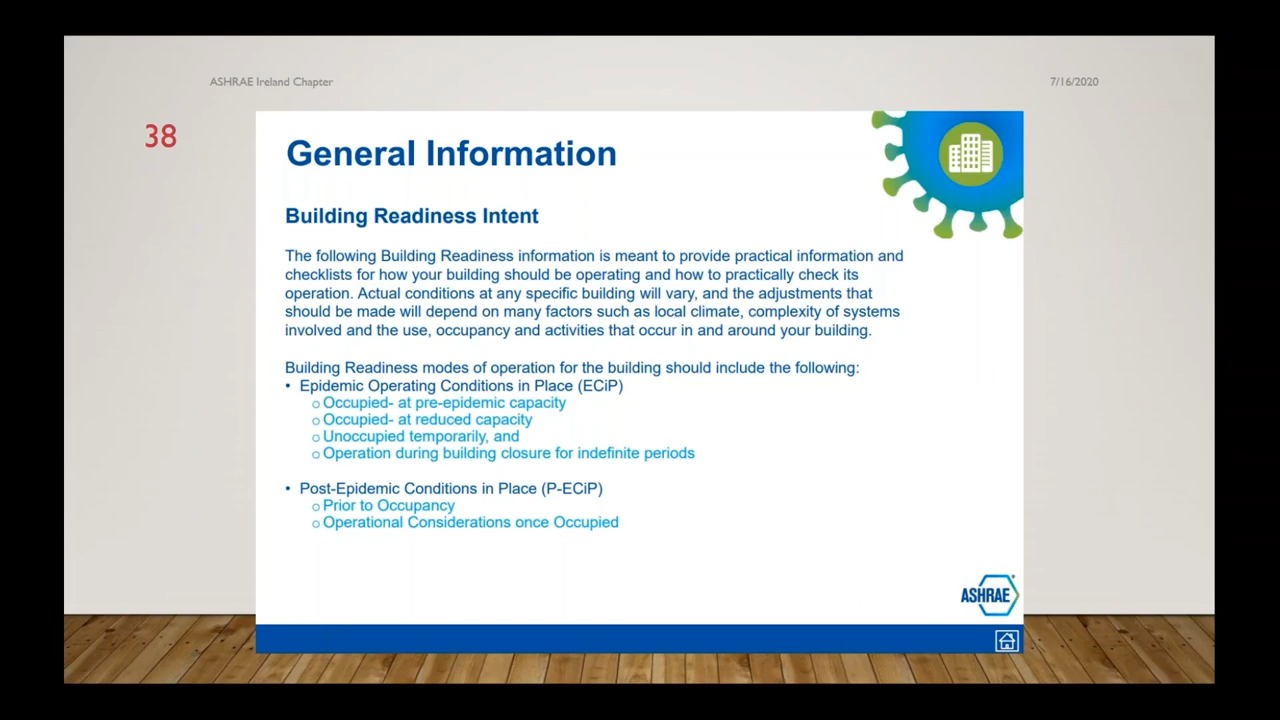 ASHRAE Ireland Chapter
7/16/2020
38
General Information
Building Readiness Intent
The following Building Readiness information is meant to provide practical information and
checklists for how your building should be operating and how to practically check its
operation. Actual conditions at any specific building will vary, and the adjustments that
should be made will depend on many factors such as local climate, complexity of systems
involved and the use, occupancy and activities that occur in and around your building.
Building Readiness modes of operation for the building should include the following:
• Epidemic Operating Conditions in Place (ECiP)
o Occupied- at pre-epidemic capacity
o Occupied- at reduced capacity
o Unoccupied temporarily, and
o Operation during building closure for indefinite periods
• Post-Epidemic Conditions in Place (P-ECiP)
o Prior to Occupancy
o Operational Considerations once Occupied
ASHRAE